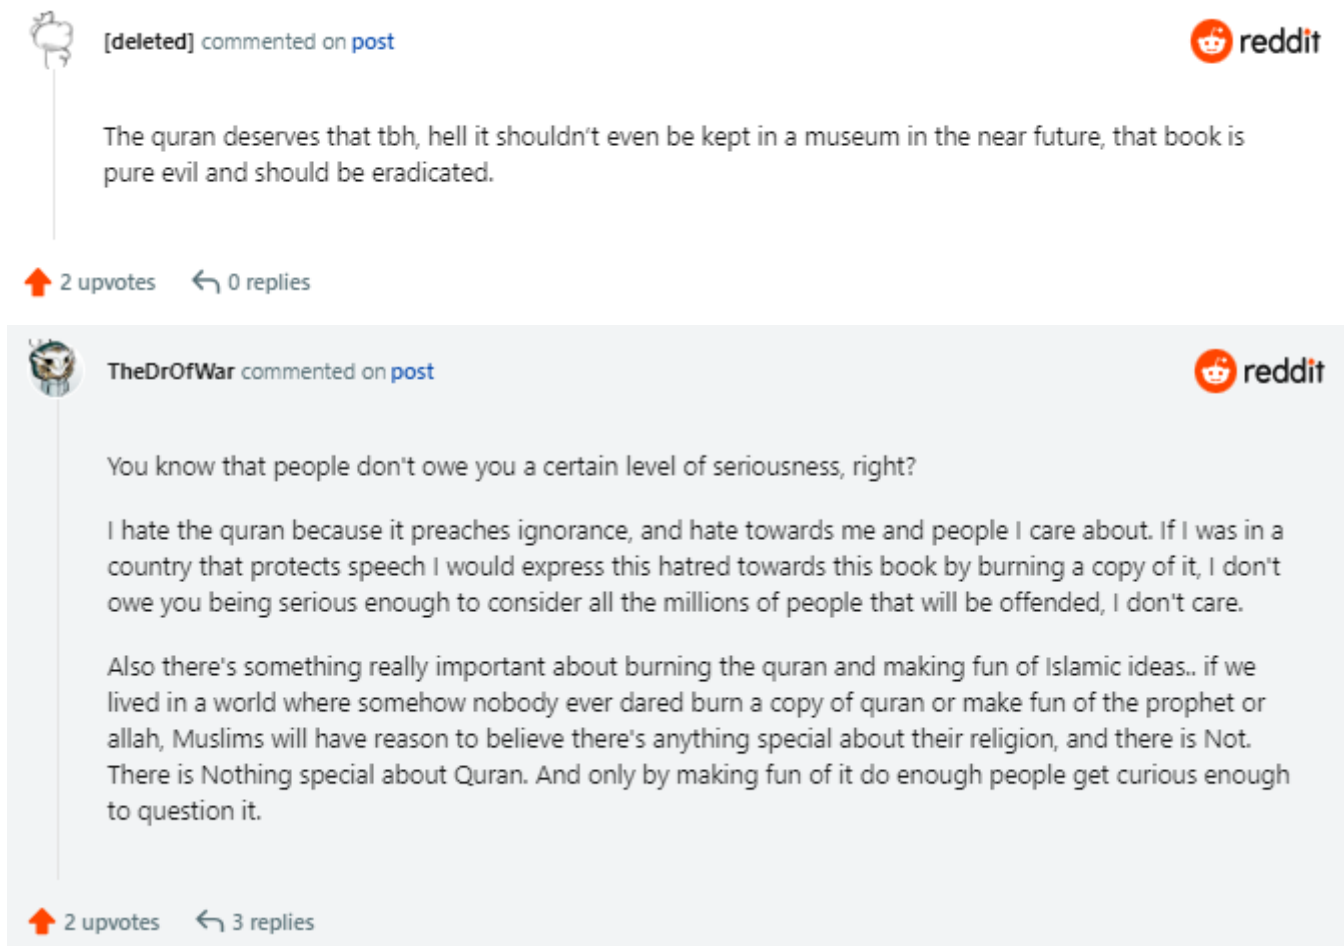 [deleted] commented on post
reddit
The quran deserves that tbh, hell it shouldn't even be kept in a museum in the near future, that book is
pure evil and should be eradicated.
2 upvotes 0 replies
TheDrOfWar commented on post
reddit
You know that people don't owe you a certain level of seriousness, right?
I hate the quran because it preaches ignorance, and hate towards me and people I care about. If I was in a
country that protects speech I would express this hatred towards this book by burning a copy of it, I don't
owe you being serious enough to consider all the millions of people that will be offended, I don't care.
Also there's something really important about burning the quran and making fun of Islamic ideas.. if we
lived in a world where somehow nobody ever dared burn a copy of quran or make fun of the prophet or
allah, Muslims will have reason to believe there's anything special about their religion, and there is Not.
There is Nothing special about Quran. And only by making fun of it do enough people get curious enough
to question it.
2 upvotes 3 replies